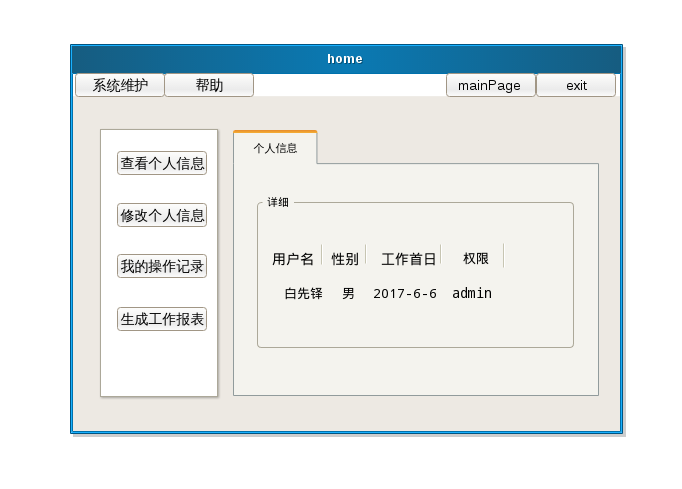 home
系统维护 帮助 mainPage exit
查看个人信息
修改个人信息
我的操作记录
生成工作报表
个人信息
详细
用户名 性别 工作首日 权限
白先铎 男 2017-6-6 admin